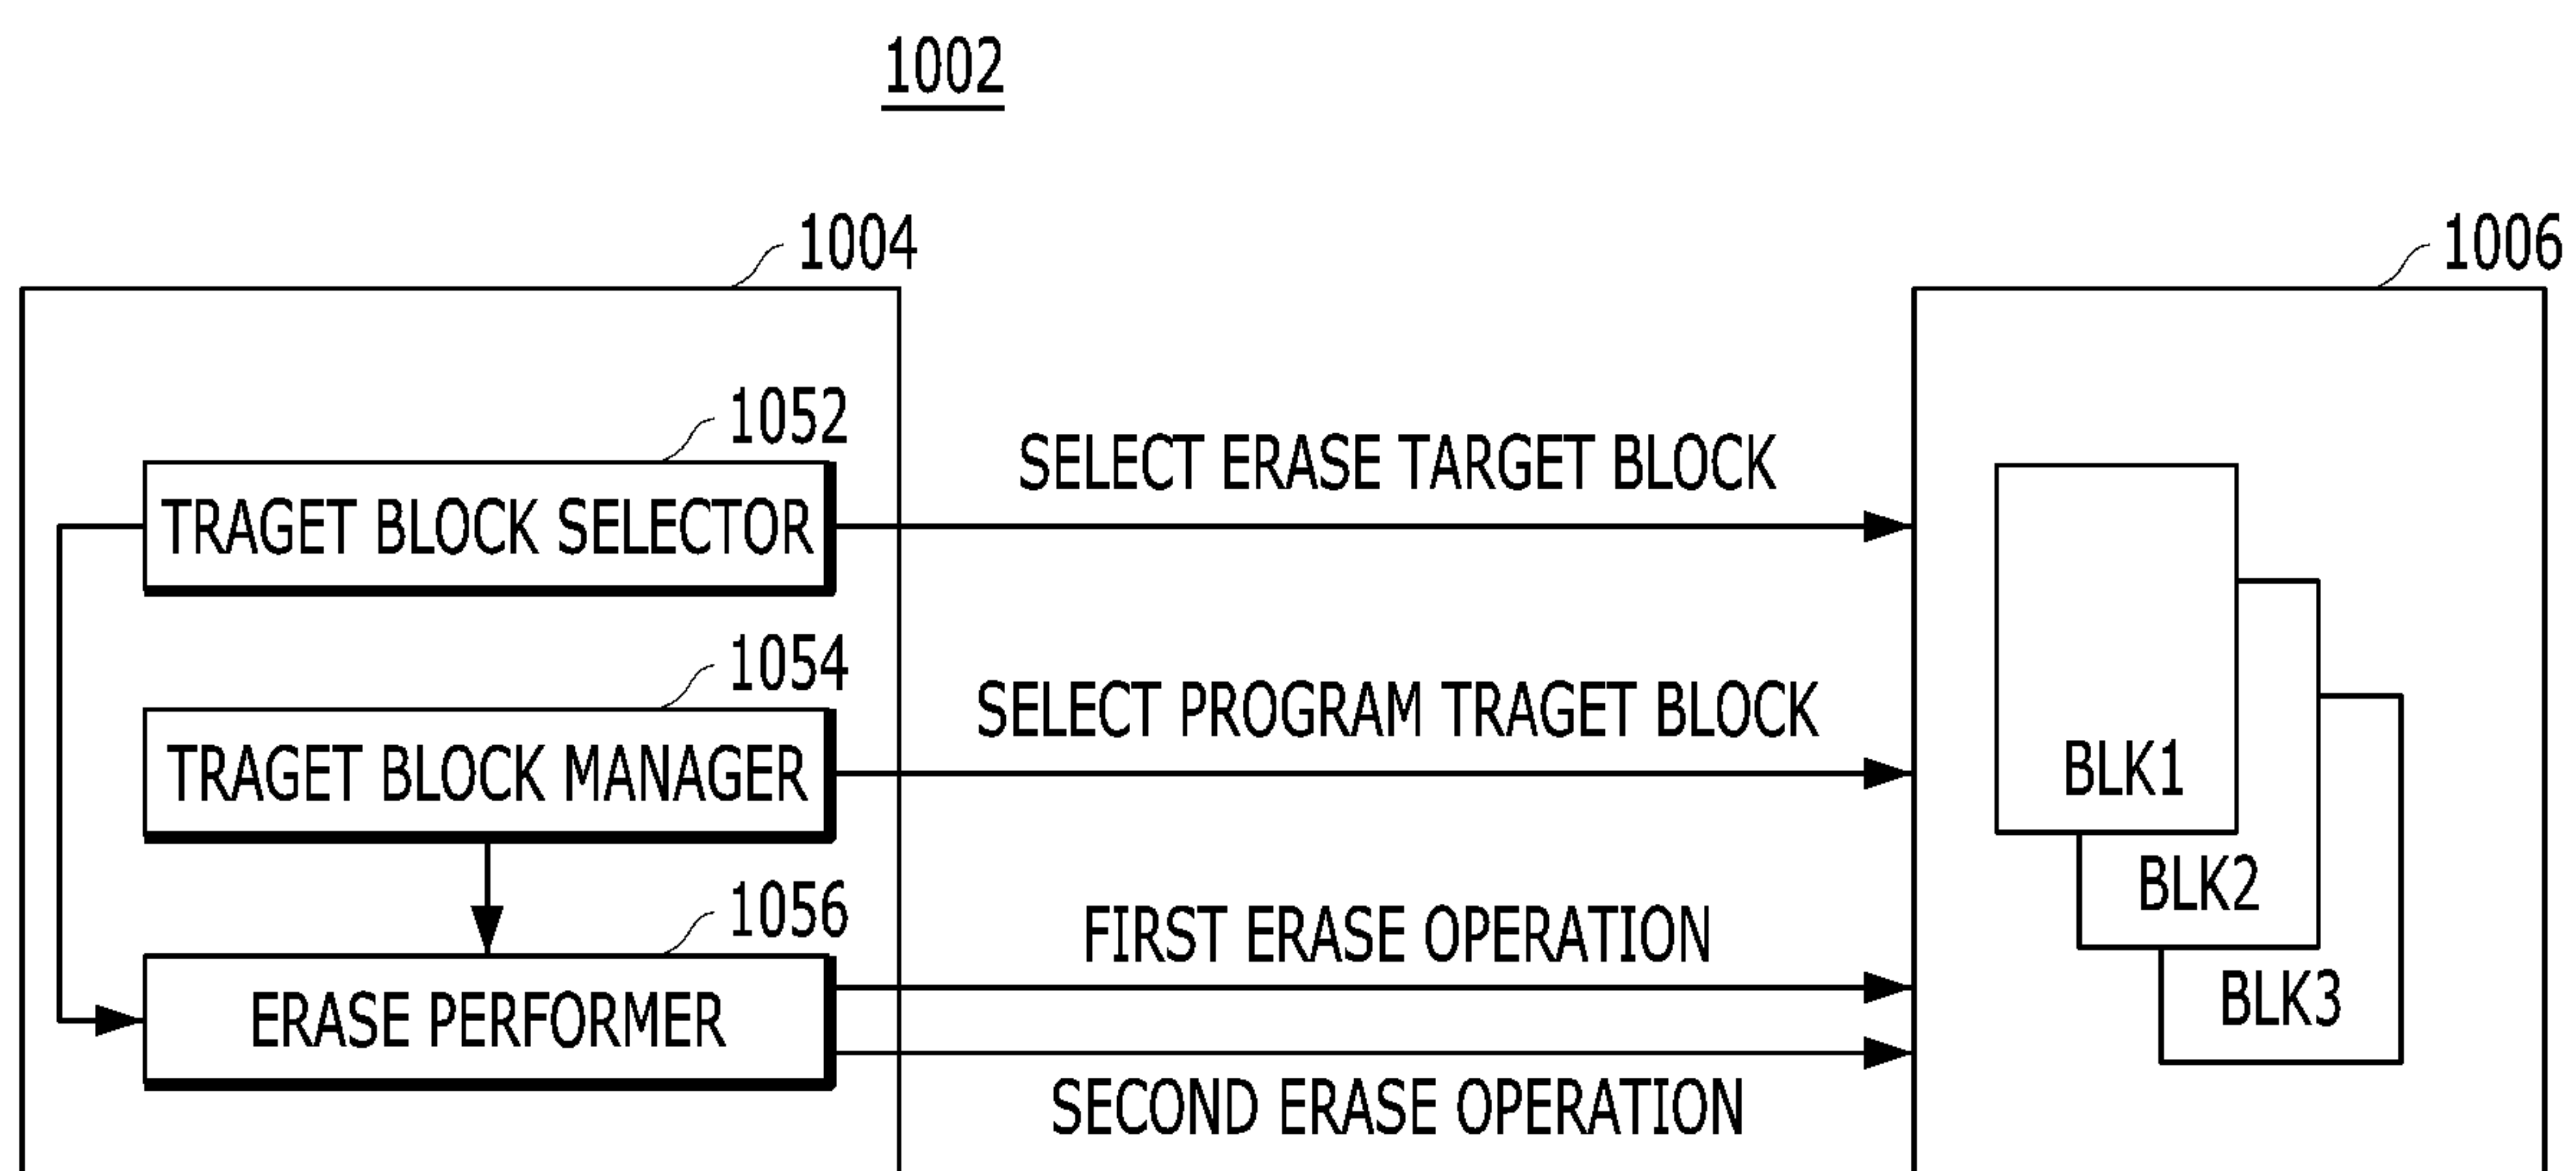 1002
1004
1006
1052
TRAGET BLOCK SELECTOR
SELECT ERASE TARGET BLOCK
1054
TRAGET BLOCK MANAGER
SELECT PROGRAM TRAGET BLOCK
1056
ERASE PERFORMER
FIRST ERASE OPERATION
SECOND ERASE OPERATION
BLK1
BLK2
BLK3